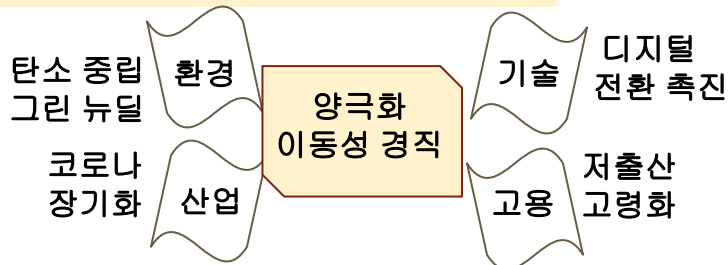 탄소 중립
그린 뉴딜
환경
양극화
이동성 경직
기술
디지털
전환 촉진
코로나
장기화
산업
고용
저출산
고령화